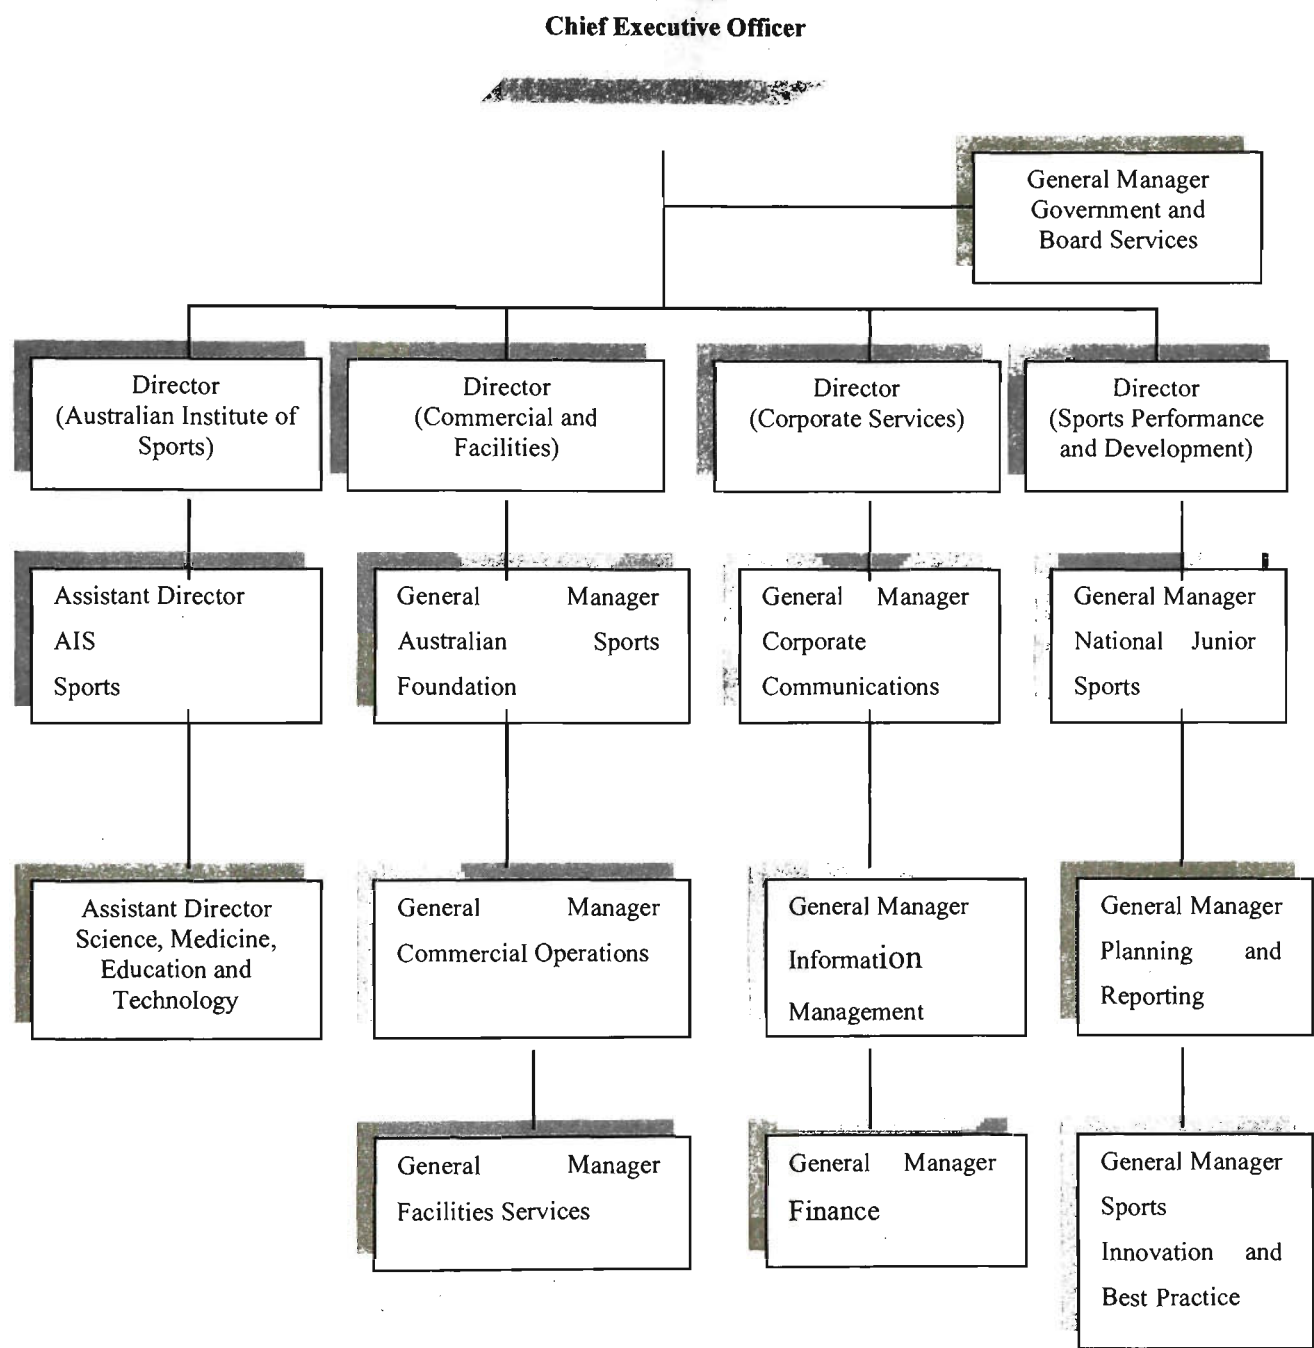 Chief Executive Officer
General Manager
Government and
Board Services
Director
(Australian Institute of
Sports)
Director
(Commercial and
Facilities)
Director
(Corporate Services)
Director
(Sports Performance
and Development)
Assistant Director
AIS
Sports
General Manager
Australian Sports
Foundation
General Manager
Corporate
Communications
General Manager
National Junior
Sports
Assistant Director
Science, Medicine,
Education and
Technology
General Manager
Commercial Operations
General Manager
Information
Management
General Manager
Planning and
Reporting
General Manager
Facilities Services
General Manager
Finance
General Manager
Sports
Innovation and
Best Practice